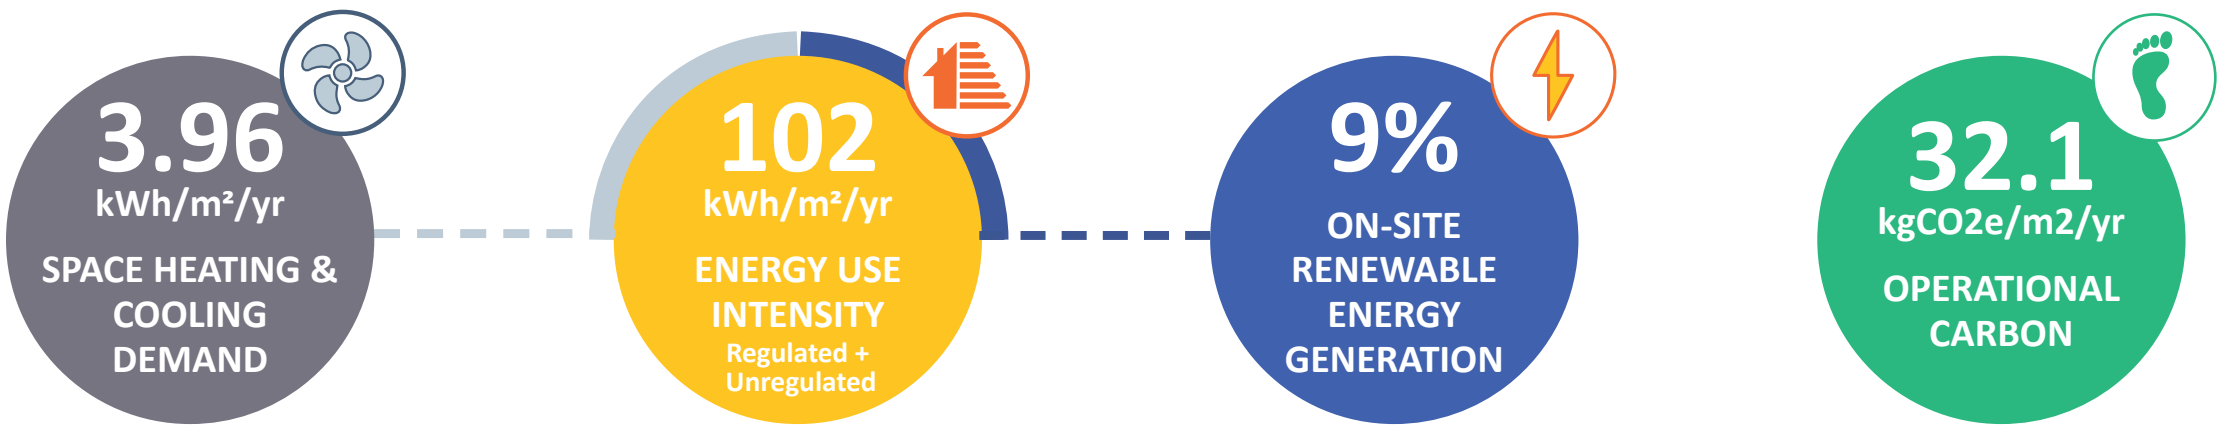 3.96
kWh/m²/yr
SPACE HEATING &
COOLING
DEMAND
102
kWh/m²/yr
ENERGY USE
INTENSITY
Regulated +
Unregulated
9%
ON-SITE
RENEWABLE
ENERGY
GENERATION
32.1
kgCO2e/m2/yr
OPERATIONAL
CARBON